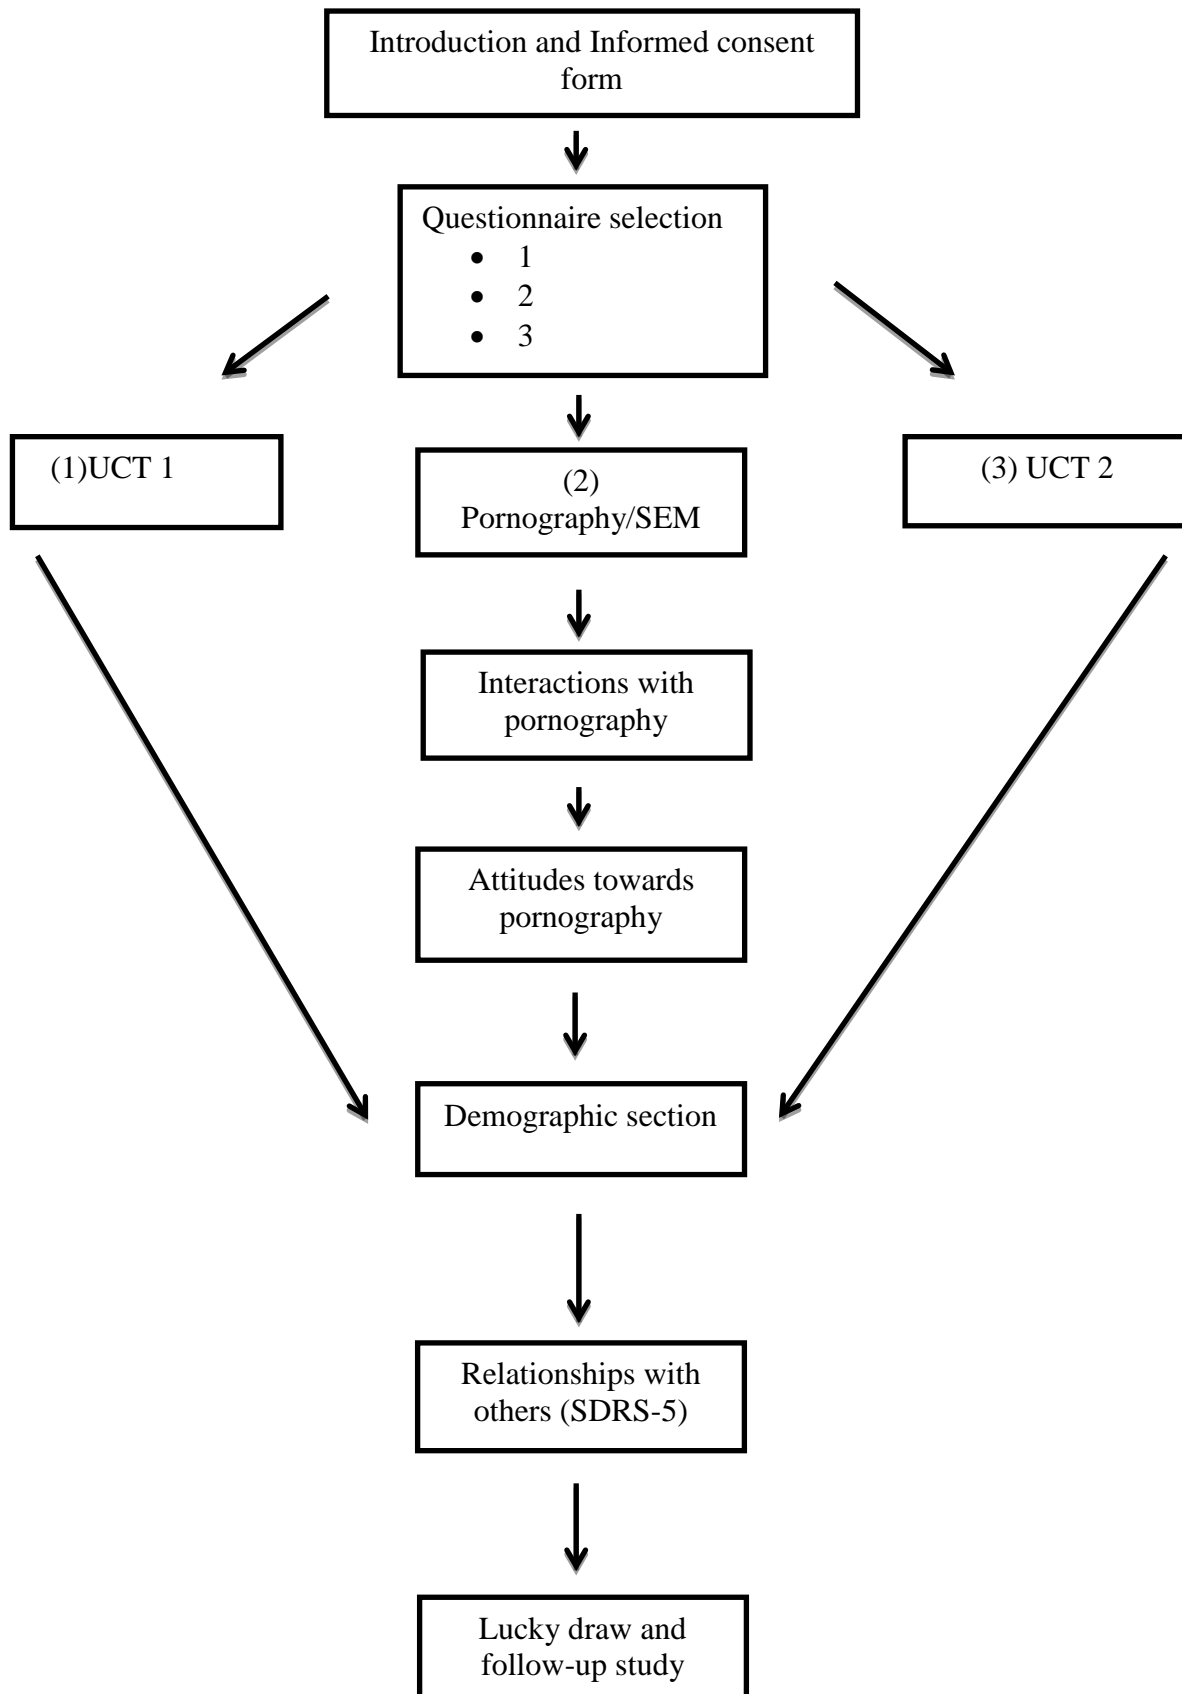 Introduction and Informed consent
form
Questionnaire selection
• 1
• 2
• 3
(1)UCT 1
(2)
Pornography/SEM
(3) UCT 2
Interactions with
pornography
Attitudes towards
pornography
Demographic section
Relationships with
others (SDRS-5)
Lucky draw and
follow-up study